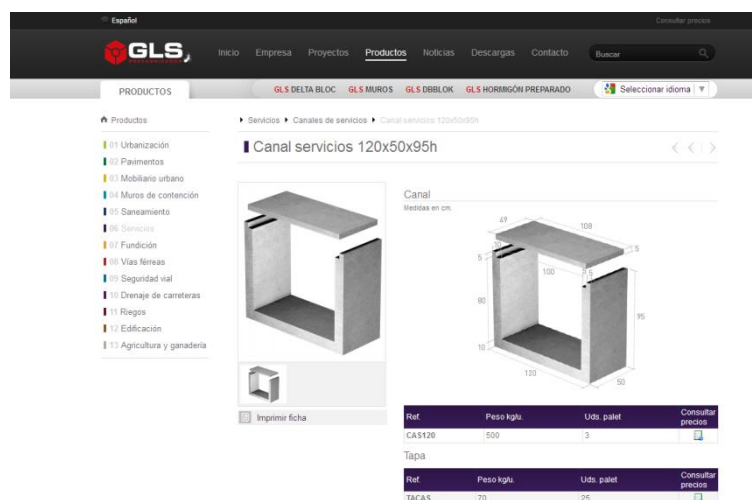 Español
Consultar precios
GLS
Inicio Empresa Proyectos Productos Noticias Descargas Contacto
Buscar
PRODUCTOS
GLS DELTA BLOC GLS MUROS GLS DBBLOK GLS HORMIGÓN PREPARADO
Seleccionar idioma
Productos
Servicios Canales de servicios Canal servicios 120x50x95h
01 Urbanización
02 Pavimentos
03 Mobiliario urbano
04 Muros de contención
05 Saneamiento
06 Servicios
07 Fundición
08 Vías férreas
09 Seguridad vial
10 Drenaje de carreteras
11 Riegos
12 Edificación
13 Agricultura y ganadería
Canal servicios 120x50x95h
Imprimir ficha
Canal
Medidas en cm.
49
108
10
5
5
100
5
80
95
10
120
50
Ref. Peso kg/u. Uds. palet Consultar precios
CAS120 500 3
Tapa
Ref. Peso kg/u. Uds. palet Consultar precios
TACAS 70 25